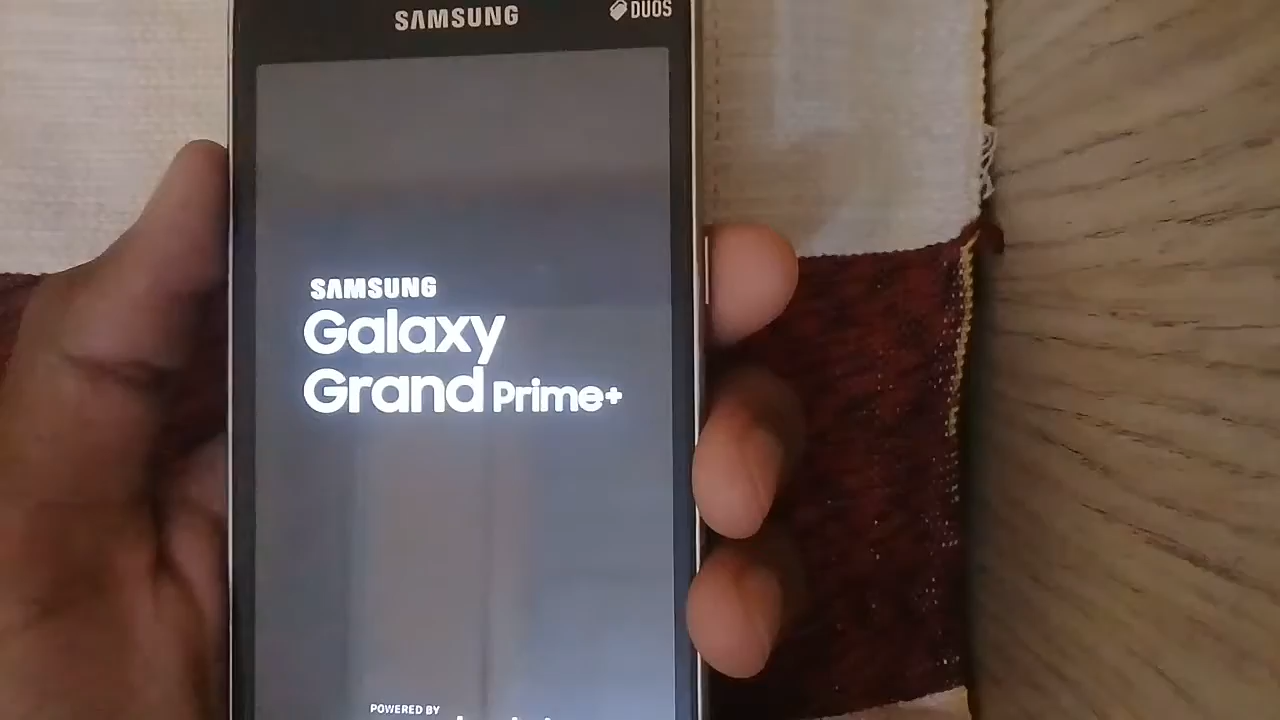 SAMSUNG
DUOS
SAMSUNG
Galaxy
Grand Prime+
POWERED BY